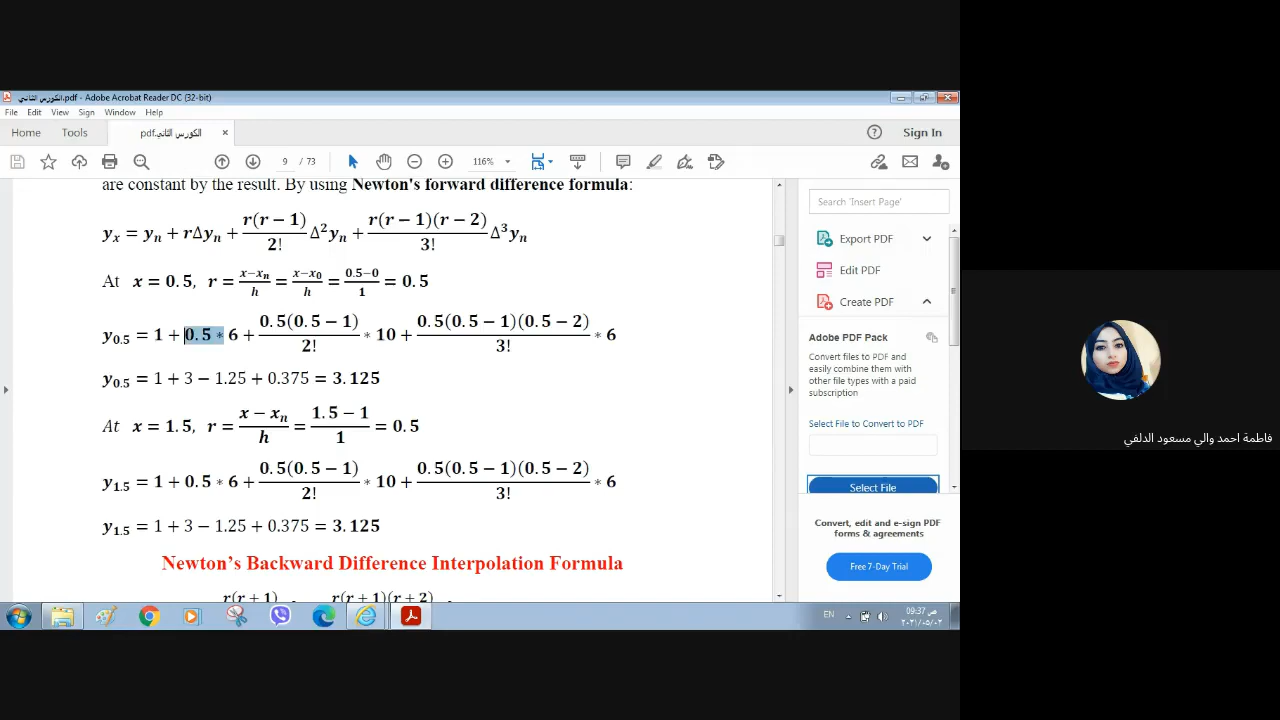 الكورس الثاني.pdf - Adobe Acrobat Reader DC (32-bit)
File Edit View Sign Window Help
Home Tools الكورس الثاني.pdf × Sign In
9 / 73 116%
are constant by the result. By using Newton's forward difference formula:
y_x = y_n + rΔy_n + r(r − 1)/2! Δ²y_n + r(r − 1)(r − 2)/3! Δ³y_n
At x = 0.5, r = x−x_n/h = x−x_0/h = 0.5−0/1 = 0.5
y_0.5 = 1 + 0.5 * 6 + 0.5(0.5 − 1)/2! * 10 + 0.5(0.5 − 1)(0.5 − 2)/3! * 6
y_0.5 = 1 + 3 − 1.25 + 0.375 = 3.125
At x = 1.5, r = x − x_n/h = 1.5 − 1/1 = 0.5
y_1.5 = 1 + 0.5 * 6 + 0.5(0.5 − 1)/2! * 10 + 0.5(0.5 − 1)(0.5 − 2)/3! * 6
y_1.5 = 1 + 3 − 1.25 + 0.375 = 3.125
Newton's Backward Difference Interpolation Formula
r(r + 1) r(r + 1)(r + 2)
Search 'Insert Page'
Export PDF
Edit PDF
Create PDF
Adobe PDF Pack
Convert files to PDF and
easily combine them with
other file types with a paid
subscription
Select File to Convert to PDF
Select File
Convert, edit and e-sign PDF
forms & agreements
Free 7-Day Trial
EN
09:37 ص
٢٠٢١/٠٥/٠٢
فاطمة احمد والي مسعود الدلفي